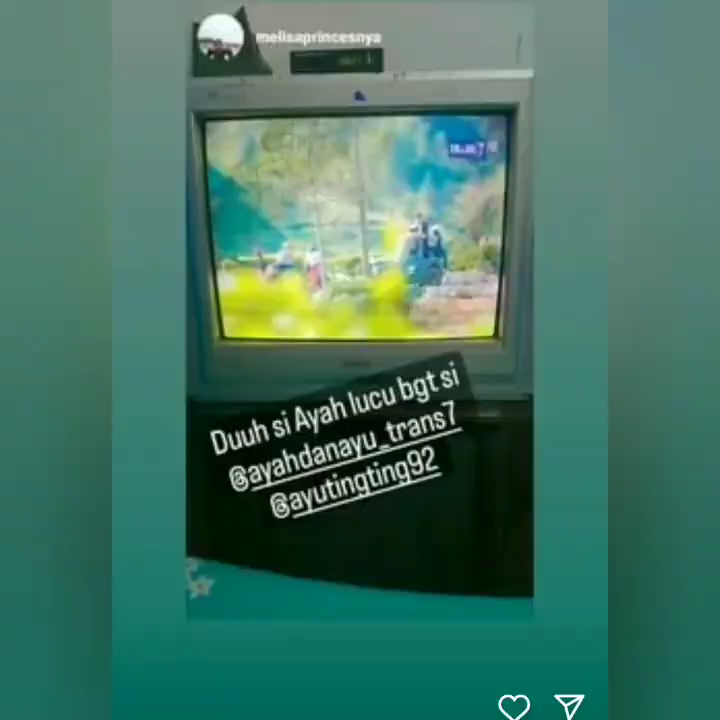 melisaprincesnya
Duuh si Ayah lucu bgt si
@ayahdanayu_trans7
@ayutingting92